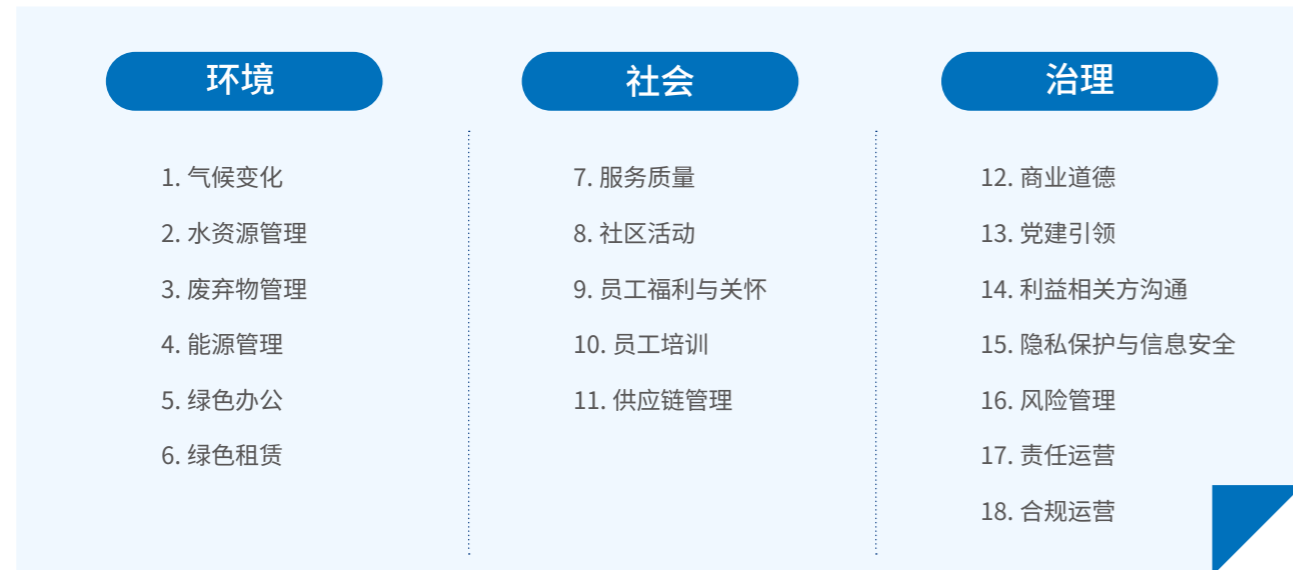 环境
1. 气候变化
2. 水资源管理
3. 废弃物管理
4. 能源管理
5. 绿色办公
6. 绿色租赁
社会
7. 服务质量
8. 社区活动
9. 员工福利与关怀
10. 员工培训
11. 供应链管理
治理
12. 商业道德
13. 党建引领
14. 利益相关方沟通
15. 隐私保护与信息安全
16. 风险管理
17. 责任运营
18. 合规运营